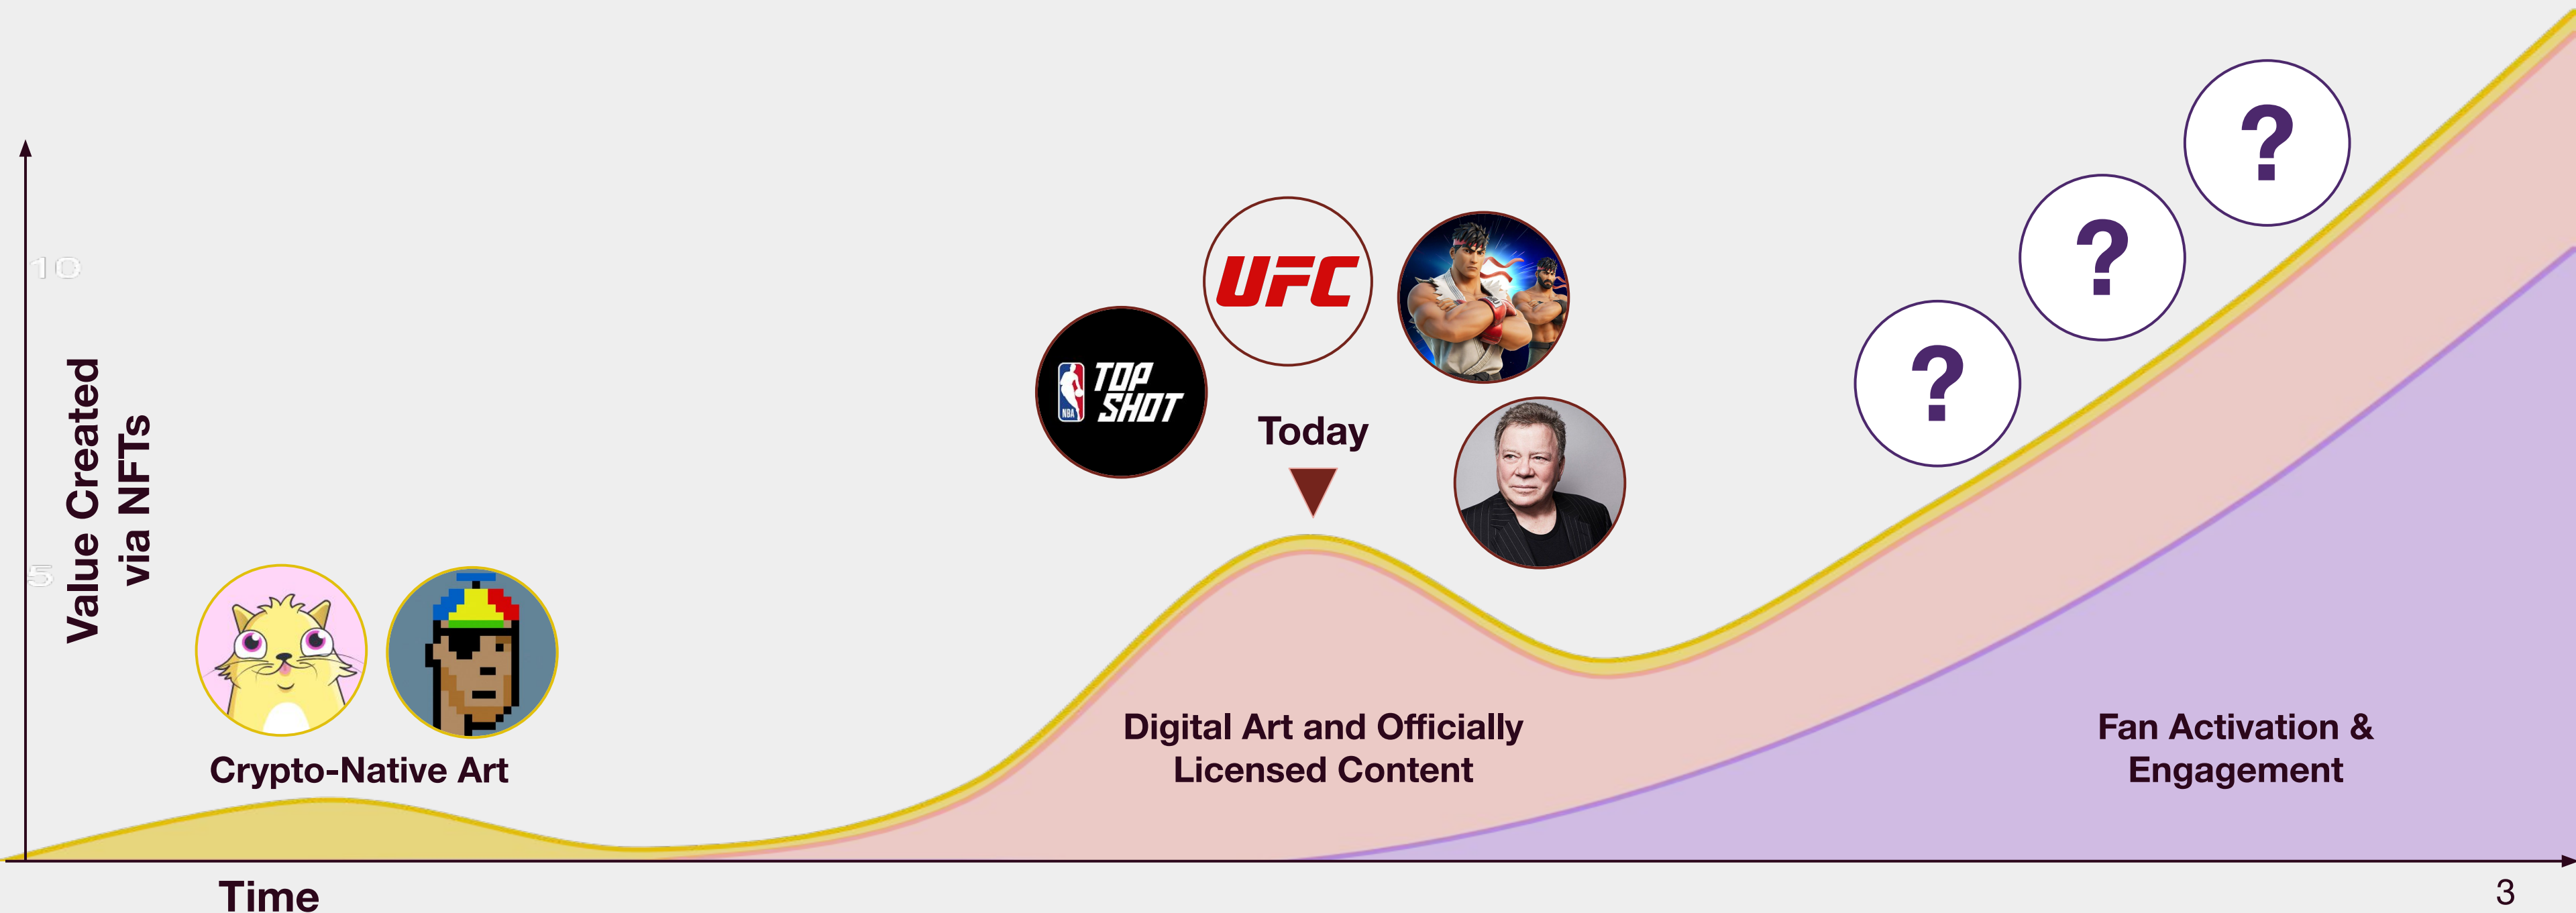 10
5
Value Created
via NFTs
Crypto-Native Art
NBA
TOP
SHOT
UFC
Today
?
?
?
Digital Art and Officially
Licensed Content
Fan Activation &
Engagement
Time
3